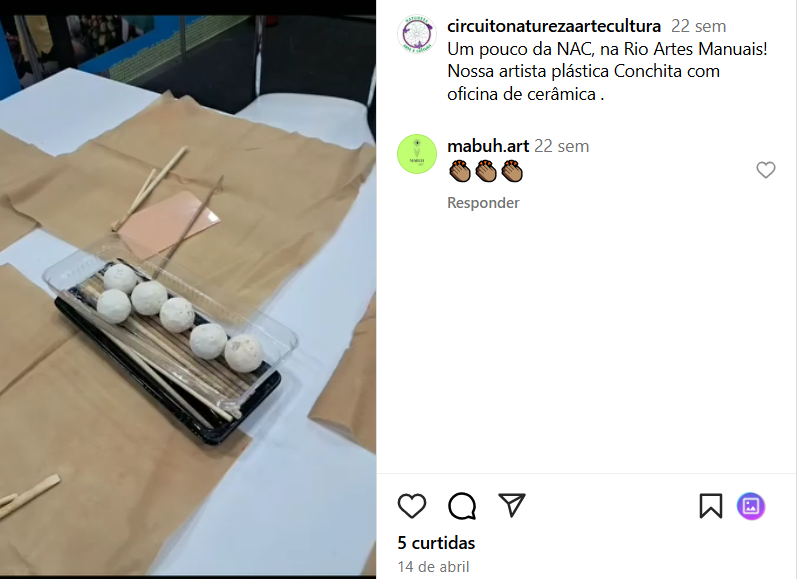 circuitonaturezaartecultura 22 sem
Um pouco da NAC, na Rio Artes Manuais!
Nossa artista plástica Conchita com
oficina de cerâmica .
mabuh.art 22 sem
👏🏽👏🏽👏🏽
Responder
5 curtidas
14 de abril